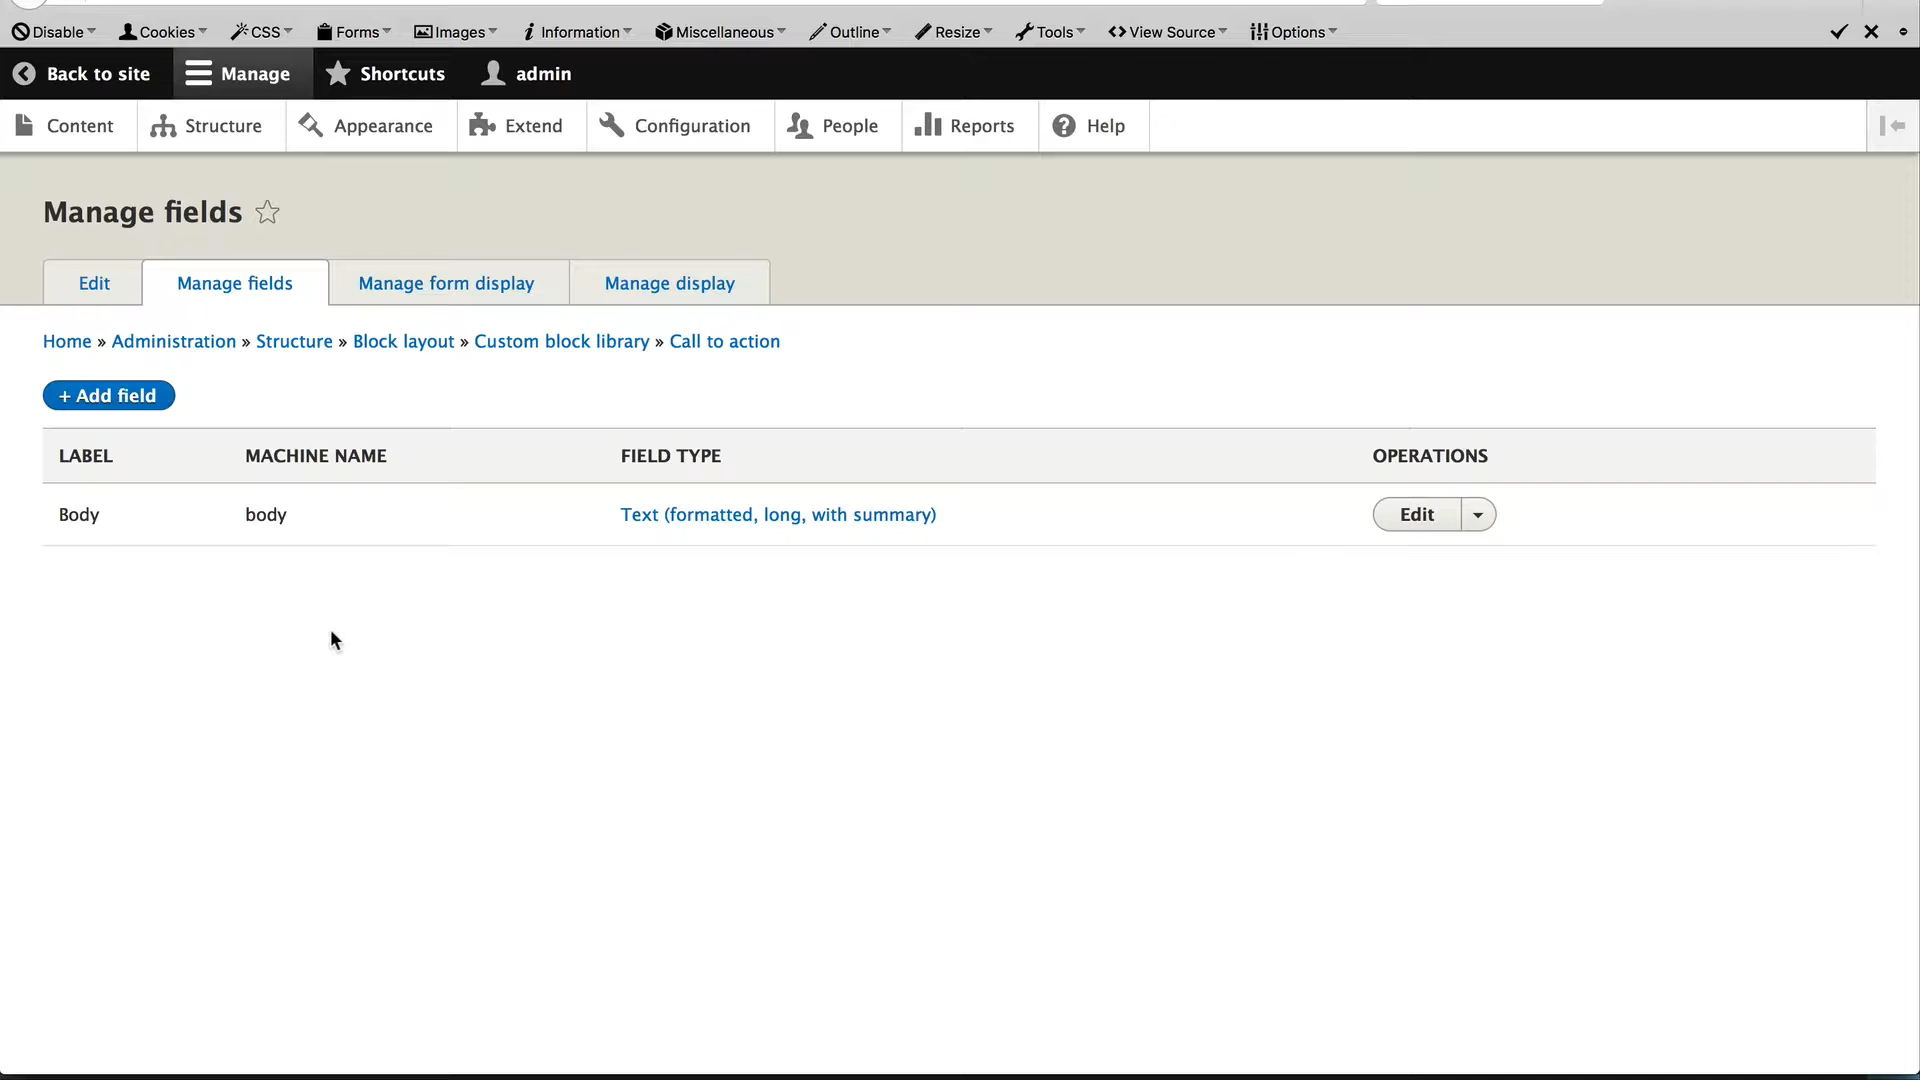 Disable Cookies CSS Forms Images Information Miscellaneous Outline Resize Tools View Source Options
Back to site Manage Shortcuts admin
Content Structure Appearance Extend Configuration People Reports Help
Manage fields
Edit Manage fields Manage form display Manage display
Home » Administration » Structure » Block layout » Custom block library » Call to action
+ Add field
LABEL MACHINE NAME FIELD TYPE OPERATIONS
Body body Text (formatted, long, with summary) Edit